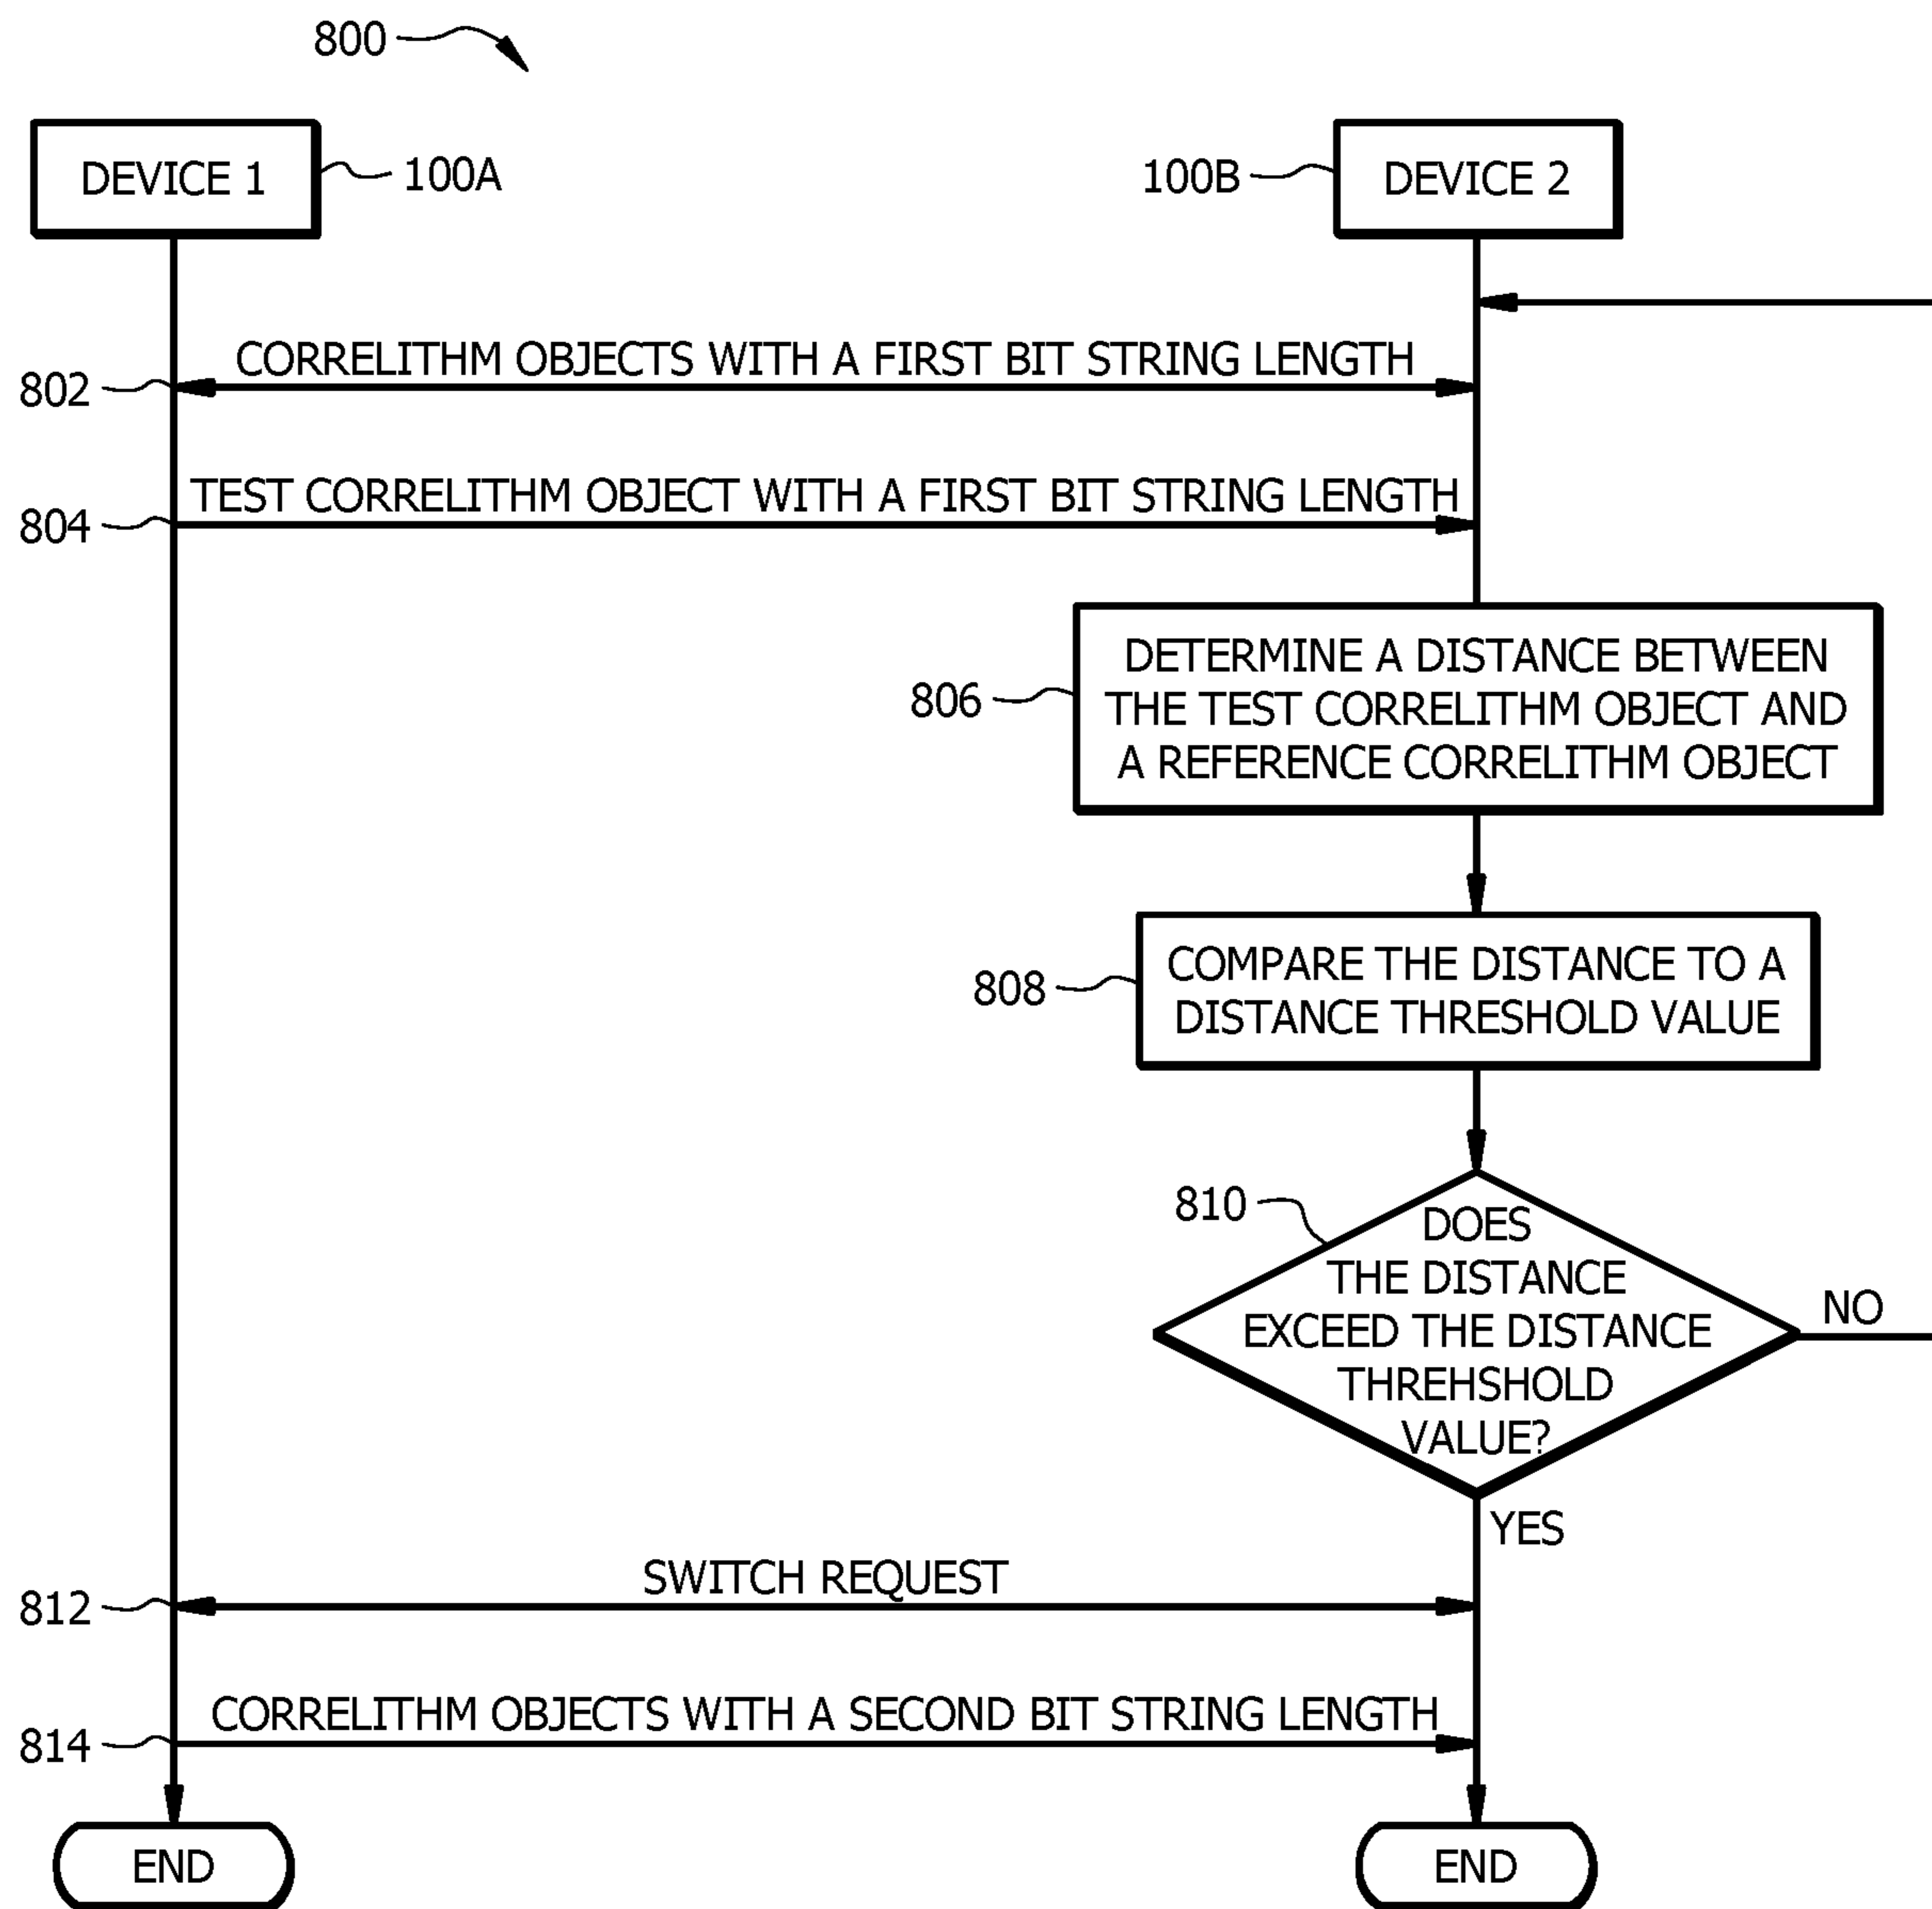 800
DEVICE 1
100A
100B
DEVICE 2
CORRELITHM OBJECTS WITH A FIRST BIT STRING LENGTH
802
TEST CORRELITHM OBJECT WITH A FIRST BIT STRING LENGTH
804
DETERMINE A DISTANCE BETWEEN
THE TEST CORRELITHM OBJECT AND
A REFERENCE CORRELITHM OBJECT
806
COMPARE THE DISTANCE TO A
DISTANCE THRESHOLD VALUE
808
810
DOES
THE DISTANCE
EXCEED THE DISTANCE
THREHSHOLD
VALUE?
NO
YES
SWITCH REQUEST
812
CORRELITHM OBJECTS WITH A SECOND BIT STRING LENGTH
814
END
END